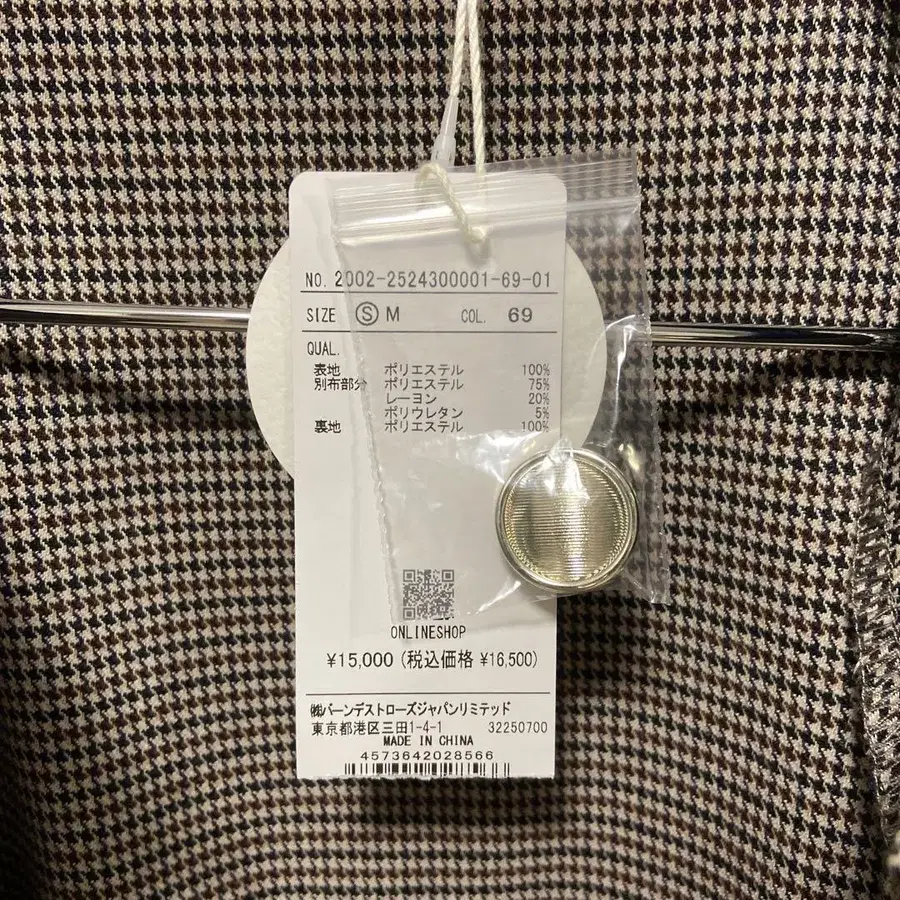 NO. 2002-2524300001-69-01
SIZE Ⓢ M COL. 69
QUAL.
表地 ポリエステル 100%
別布部分 ポリエステル 75%
レーヨン 20%
ポリウレタン 5%
裏地 ポリエステル 100%
ONLINESHOP
¥15,000 (税込価格 ¥16,500)
㈱バーンデストローズジャパンリミテッド
東京都港区三田1-4-1 32250700
MADE IN CHINA
4573642028566